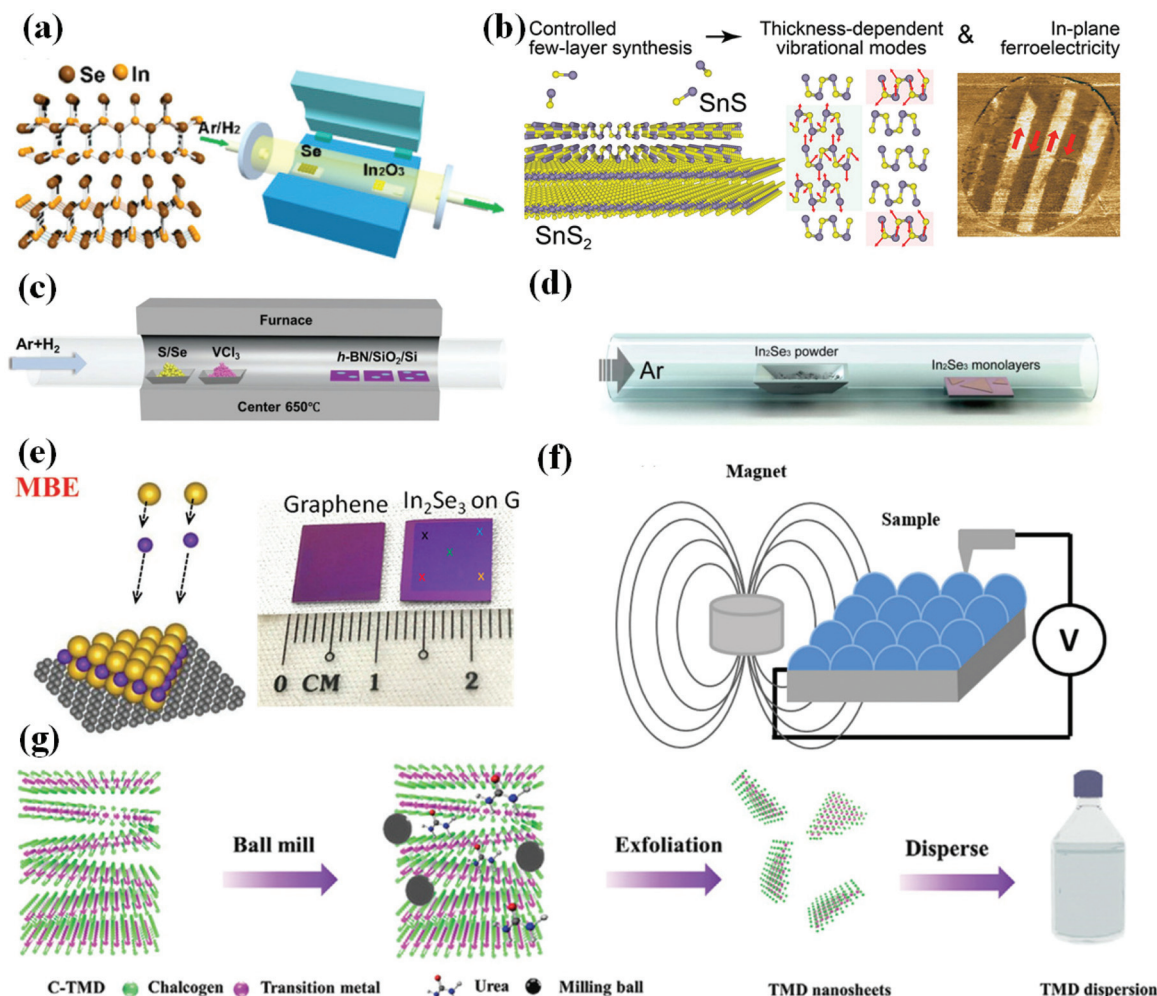 (a)
Se In
Ar/H₂
Se
In₂O₃
(b)
Controlled
few-layer synthesis
Thickness-dependent
vibrational modes
&
In-plane
ferroelectricity
SnS
SnS₂
(c)
Furnace
Ar+H₂
S/Se
VCl₃
h-BN/SiO₂/Si
Center 650℃
(d)
In₂Se₃ powder
In₂Se₃ monolayers
Ar
(e)
MBE
Graphene
In₂Se₃ on G
x
x
x
x
x
0 CM 1 2
(f)
Magnet
Sample
V
(g)
Ball mill
Exfoliation
Disperse
C-TMD Chalcogen Transition metal Urea Milling ball TMD nanosheets TMD dispersion